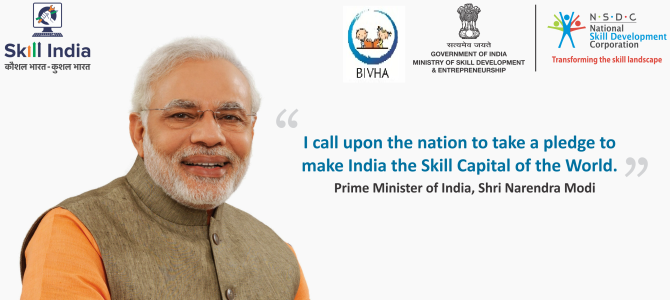 Skill India
कौशल भारत - कुशल भारत
BIVHA
सत्यमेव जयते
GOVERNMENT OF INDIA
MINISTRY OF SKILL DEVELOPMENT
& ENTREPRENEURSHIP
N·S·D·C
National
Skill Development
Corporation
Transforming the skill landscape
“ I call upon the nation to take a pledge to
make India the Skill Capital of the World. ”
Prime Minister of India, Shri Narendra Modi